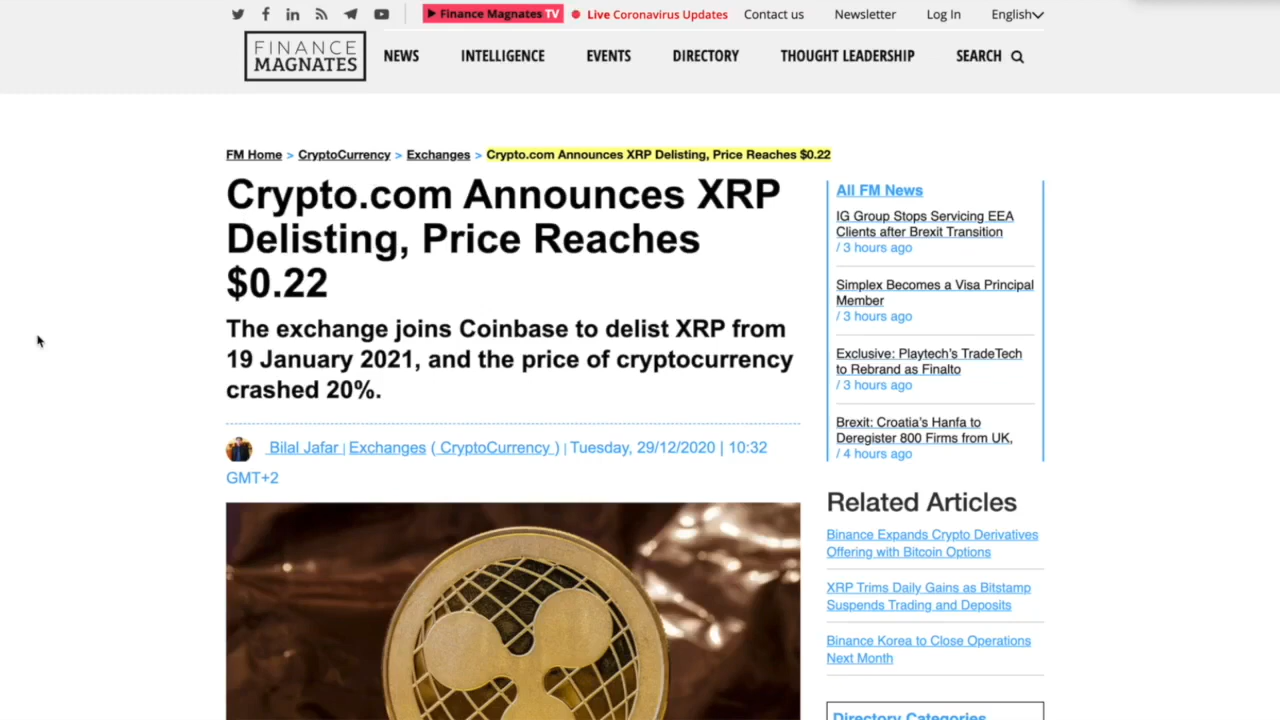 Finance Magnates TV
Live Coronavirus Updates
Contact us
Newsletter
Log In
English
FINANCE
MAGNATES
NEWS
INTELLIGENCE
EVENTS
DIRECTORY
THOUGHT LEADERSHIP
SEARCH
FM Home > CryptoCurrency > Exchanges > Crypto.com Announces XRP Delisting, Price Reaches $0.22
Crypto.com Announces XRP
Delisting, Price Reaches
$0.22
The exchange joins Coinbase to delist XRP from
19 January 2021, and the price of cryptocurrency
crashed 20%.
Bilal Jafar | Exchanges ( CryptoCurrency ) | Tuesday, 29/12/2020 | 10:32
GMT+2
All FM News
IG Group Stops Servicing EEA
Clients after Brexit Transition
/ 3 hours ago
Simplex Becomes a Visa Principal
Member
/ 3 hours ago
Exclusive: Playtech's TradeTech
to Rebrand as Finalto
/ 3 hours ago
Brexit: Croatia's Hanfa to
Deregister 800 Firms from UK,
/ 4 hours ago
Related Articles
Binance Expands Crypto Derivatives
Offering with Bitcoin Options
XRP Trims Daily Gains as Bitstamp
Suspends Trading and Deposits
Binance Korea to Close Operations
Next Month
Directory Categories